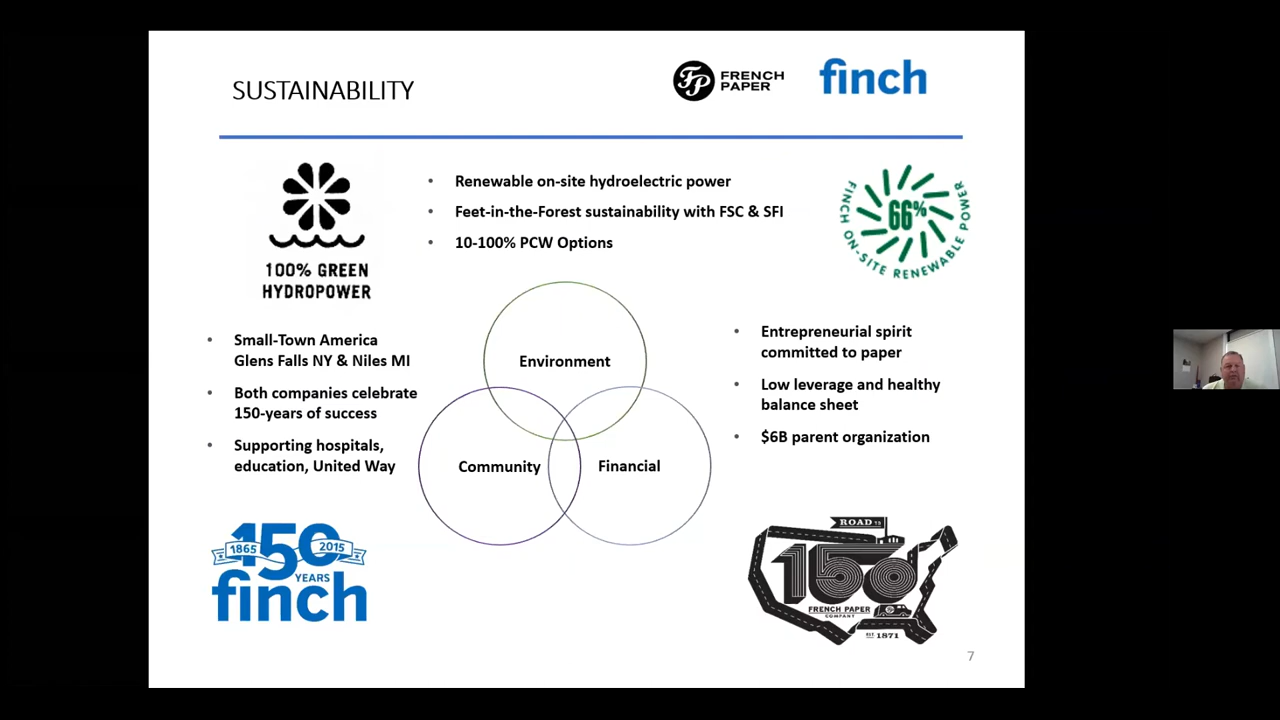 SUSTAINABILITY
FP FRENCH
PAPER
finch
100% GREEN
HYDROPOWER
Renewable on-site hydroelectric power
Feet-in-the-Forest sustainability with FSC & SFI
10-100% PCW Options
FINCH ON-SITE RENEWABLE POWER
66%
Small-Town America
Glens Falls NY & Niles MI
Both companies celebrate
150-years of success
Supporting hospitals,
education, United Way
Environment
Community
Financial
Entrepreneurial spirit
committed to paper
Low leverage and healthy
balance sheet
$6B parent organization
150
1865
2015
YEARS
finch
ROAD TO
150
FRENCH PAPER
COMPANY
EST. 1871
7